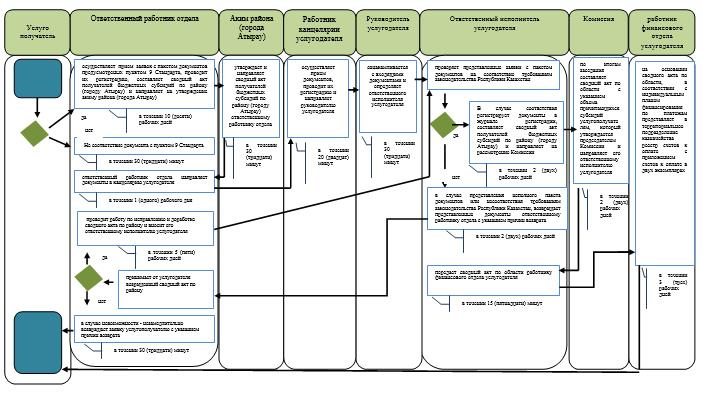 Услуго
получатель
Ответственный работник отдела
Аким района
(города
Атырау)
Работник
канцелярии
услугодателя
Руководитель
услугодателя
Ответственный исполнитель
услугодателя
Комиссия
работник
финансового
отдела
услугодателя
осуществляет прием заявок с пакетом документов
предусмотренных пунктом 9 Стандарта, проводит
их регистрацию, составляет сводный акт
получателей бюджетных субсидий по району
(городу Атырау) и направляет на утверждение
акиму района (города Атырау)
да
в течении 10 (десяти)
рабочих дней
нет
Не соответствие документа с пунктом 9 Стандарта
в течении 30 (тридцати) минут
ответственный работник отдела направляет
документы в канцелярию услугодателя
в течении 1 (одного) рабочего дня
проводит работу по исправлению и доработке
сводного акта по району и вносит его
ответственному исполнителю услугодателя
в течении 5 (пяти)
рабочих дней
да
принимает от услугодателя
возвращенный сводный акт по
району
нет
в случае невозможности - незамедлительно
возвращает заявку услугополучателю с указанием
причин возврата
в течении 30 (тридцати) минут
утверждает и
направляет
сводный акт
получателей
бюджетных
субсидий по
району (городу
Атырау)
ответственному
работнику отдела
в течении
30
(тридцати)
минут
осуществляет
прием
документов,
проводит их
регистрацию и
направляет
руководителю
услугодателя
в течении
20 (двадцати)
минут
ознакамливается
с входящими
документами и
определяет
ответственного
исполнителя
услугодателя
в течении
30
(тридцати)
минут
проверяет представленные заявки с пакетом
документов на соответствие требованиям
законодательства Республики Казахстан
да
В случае соответствия
регистрирует документы в
журнале регистрации,
составляет сводный акт
получателей бюджетных
субсидий по району (городу
Атырау) и направляет на
рассмотрение Комиссии
в течении 2 (двух)
рабочих дней
нет
в случае представления неполного пакета
документов или несоответствия требованиям
законодательства Республики Казахстан, возвращает
представленные документы ответственному
работнику отдела с указанием причин возврата
в течении 2 (двух) рабочих дней
передает сводный акт по области работнику
финансового отдела услугодателя
в течении 15 (пятнадцати) минут
по итогам
заседания
составляет
сводный акт по
области с
указанием
объема
причитающихся
субсидий
услугополучате
лям, который
утверждается
председателем
Комиссии и
направляет его
ответственному
исполнителю
услугодателя
в течении
2 (двух)
рабочих
дней
на основании
сводного акта по
области, в
соответствии с
индивидуальным
планом
финансирования
по платежам
представляет в
территориальное
подразделение
казначейства
реестр счетов к
оплате с
приложением
счетов к оплате в
двух экземплярах
в течении
3 (трех)
рабочих
дней